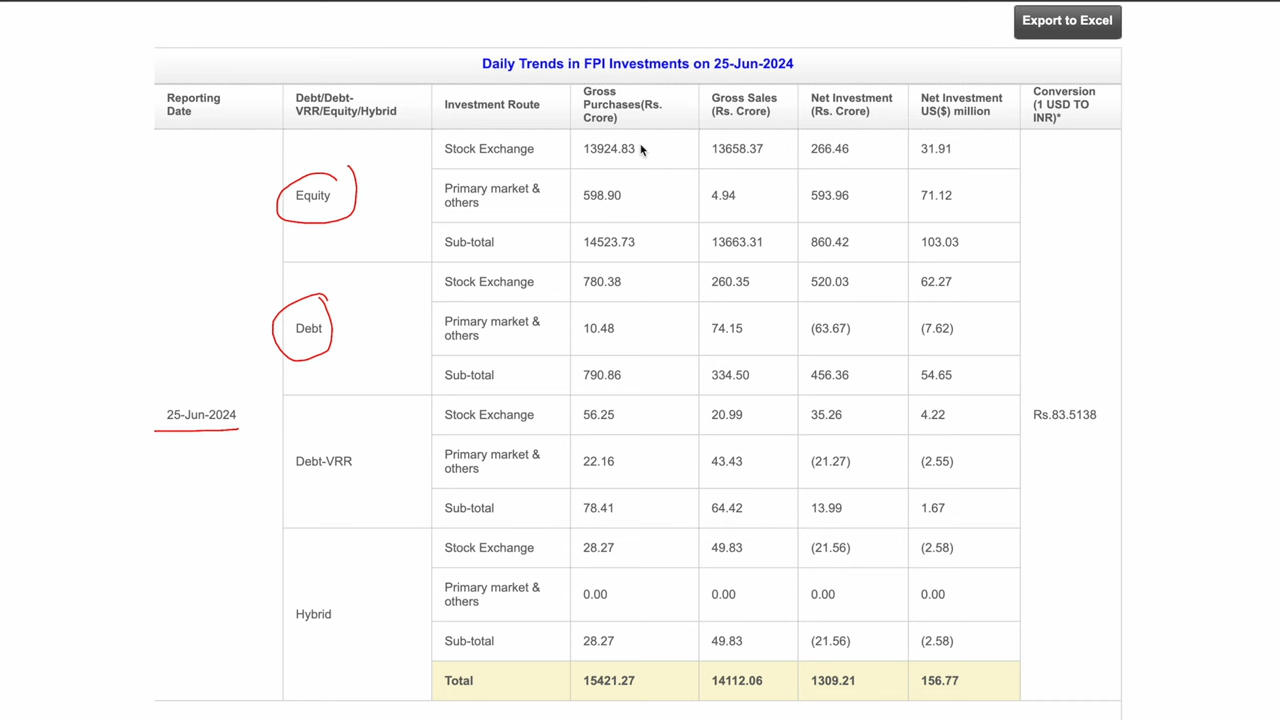 Export to Excel
Daily Trends in FPI Investments on 25-Jun-2024
Reporting Date Debt/Debt-VRR/Equity/Hybrid Investment Route Gross Purchases(Rs. Crore) Gross Sales (Rs. Crore) Net Investment (Rs. Crore) Net Investment US($) million Conversion (1 USD TO INR)*
25-Jun-2024
Equity
Stock Exchange 13924.83 13658.37 266.46 31.91
Primary market & others 598.90 4.94 593.96 71.12
Sub-total 14523.73 13663.31 860.42 103.03
Debt
Stock Exchange 780.38 260.35 520.03 62.27
Primary market & others 10.48 74.15 (63.67) (7.62)
Sub-total 790.86 334.50 456.36 54.65
Debt-VRR
Stock Exchange 56.25 20.99 35.26 4.22
Primary market & others 22.16 43.43 (21.27) (2.55)
Sub-total 78.41 64.42 13.99 1.67
Hybrid
Stock Exchange 28.27 49.83 (21.56) (2.58)
Primary market & others 0.00 0.00 0.00 0.00
Sub-total 28.27 49.83 (21.56) (2.58)
Total 15421.27 14112.06 1309.21 156.77
Rs.83.5138